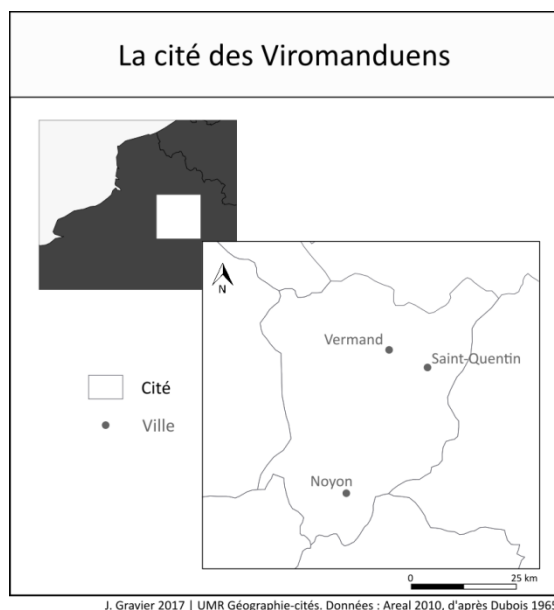 La cité des Viromanduens
N
Vermand
Saint-Quentin
Cité
Ville
Noyon
0 25 km
J. Gravier 2017 | UMR Géographie-cités. Données : Areal 2010, d'après Dubois 1965